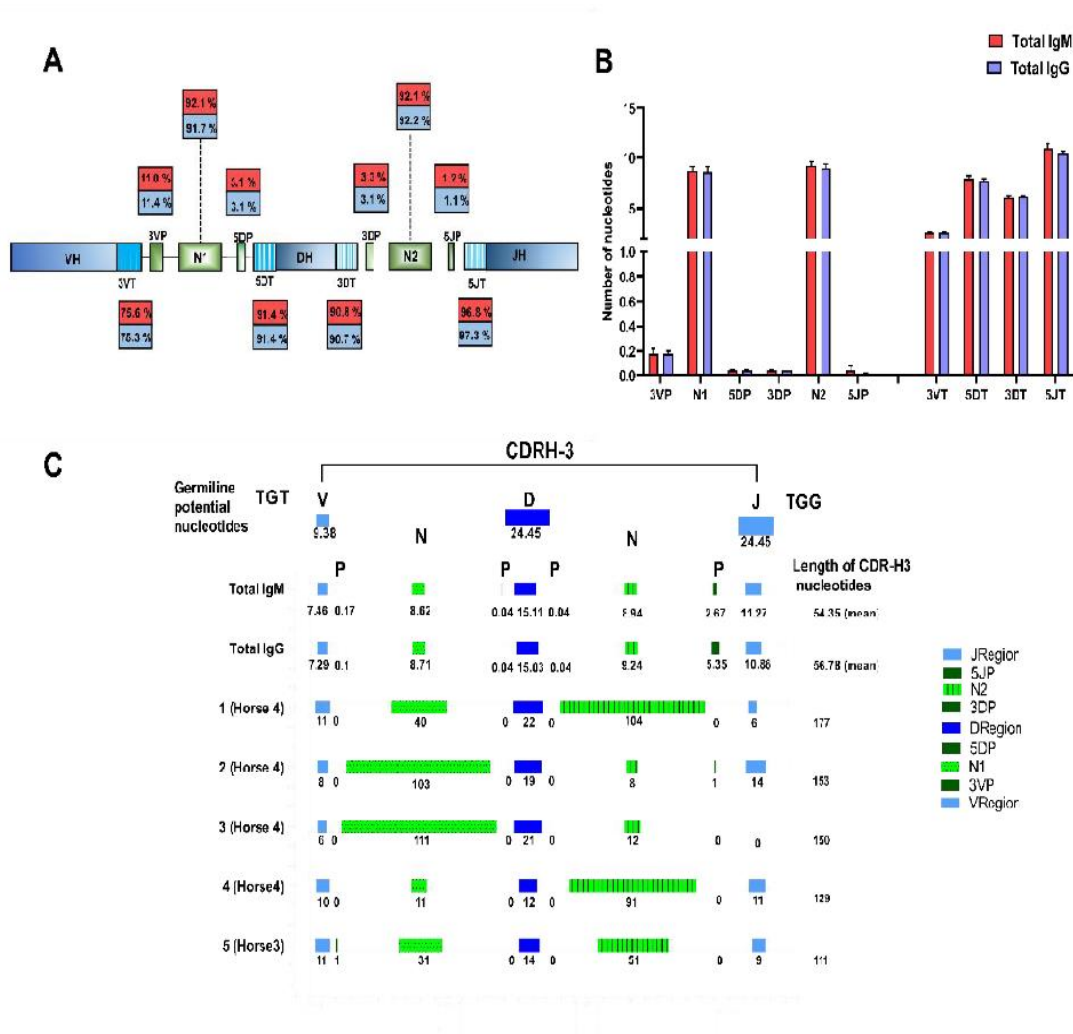 A
92.1 %
91.7 %
92.1 %
92.2 %
11.4 %
3.1 %
3.3 %
3.1 %
1.1 %
3VP
N1
5DP
3DP
N2
5JP
VH
DH
JH
3VT
5DT
3DT
5JT
75.6 %
91.4 %
91.4 %
90.8 %
90.7 %
96.8 %
97.3 %
B
Total IgM
Total IgG
Number of nucleotides
15
10
5
1.0
0.8
0.6
0.4
0.2
0.0
3VP N1 5DP 3DP N2 5JP 3VT 5DT 3DT 5JT
C
CDRH-3
Germiline potential nucleotides
TGT V D J TGG
9.38 24.45 24.45
N N
P P P P
Length of CDR-H3 nucleotides
Total IgM
7.46 0.17 8.62 0.04 15.11 0.04 8.94 2.67 11.27 54.35 (mean)
Total IgG
7.29 0.1 8.71 0.04 15.03 0.04 9.24 5.35 10.86 56.78 (mean)
1 (Horse 4)
11 0 40 0 22 0 104 0 6 177
2 (Horse 4)
8 0 103 0 19 0 8 1 14 153
3 (Horse 4)
6 0 111 0 21 0 12 0 0 150
4 (Horse4)
10 0 11 0 12 0 91 0 11 129
5 (Horse3)
11 1 31 0 14 0 51 0 9 111
JRegion
5JP
N2
3DP
DRegion
5DP
N1
3VP
VRegion